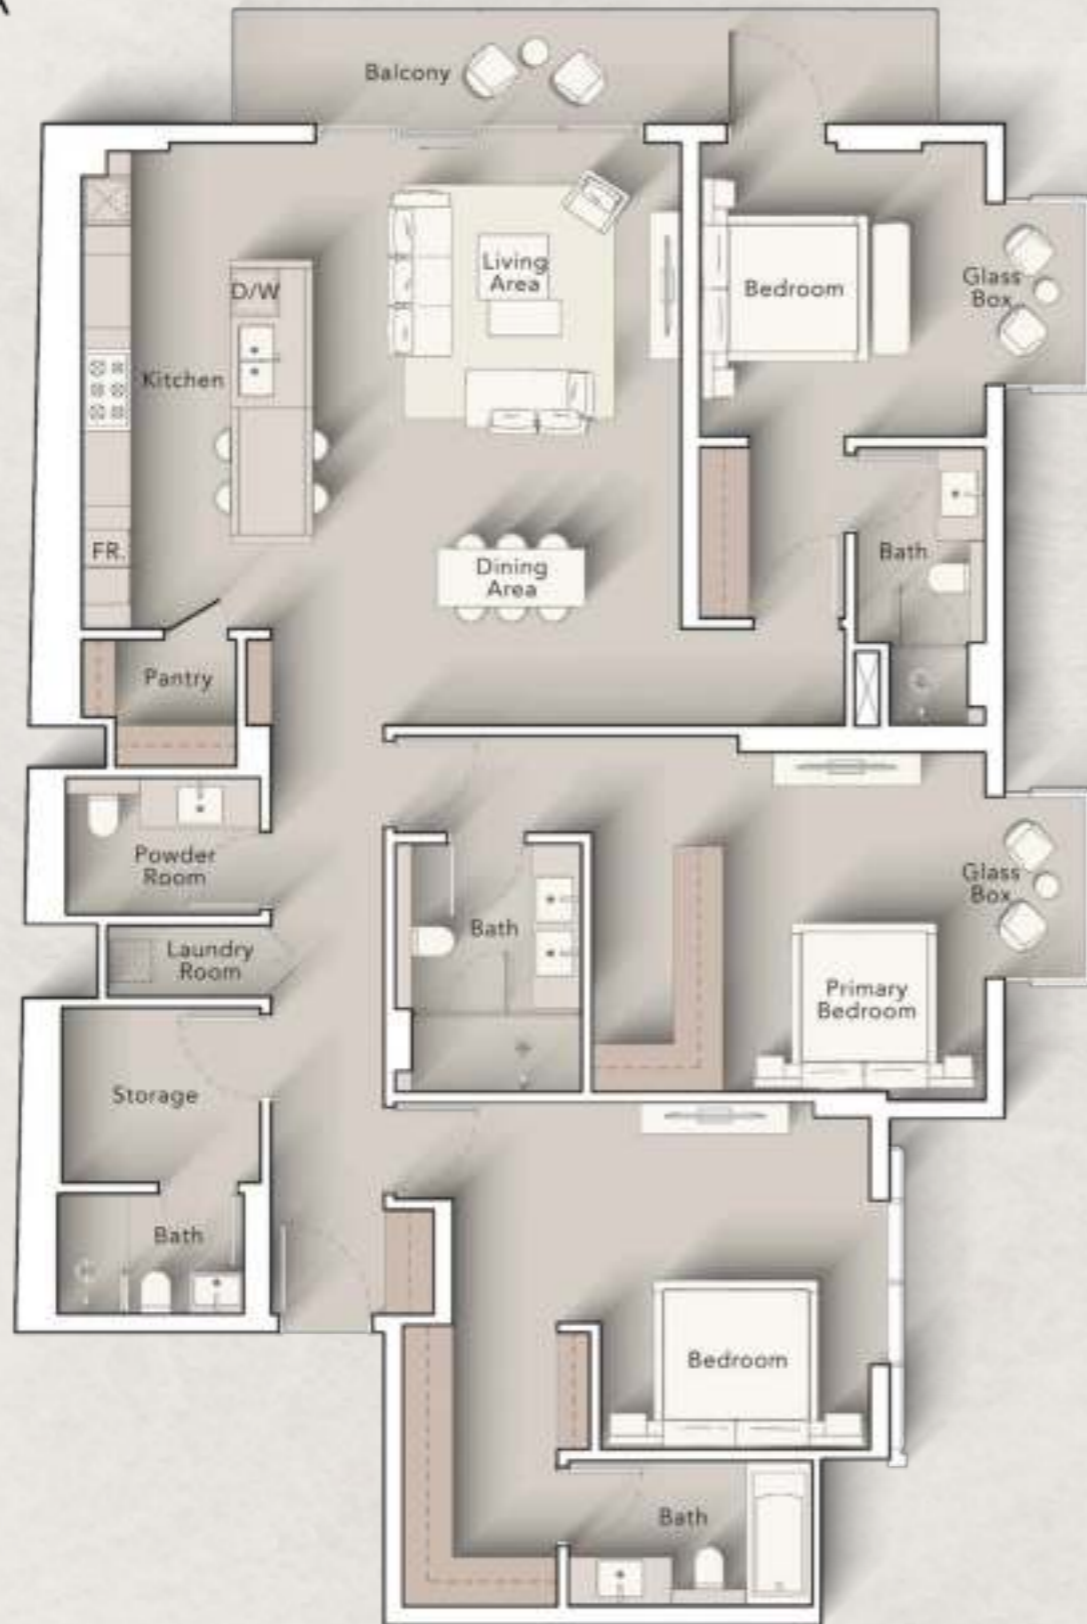 Balcony
Living
Area
Bedroom
Glass
Box
D/W
Kitchen
FR.
Dining
Area
Bath
Pantry
Powder
Room
Laundry
Room
Bath
Glass
Box
Primary
Bedroom
Storage
Bath
Bedroom
Bath